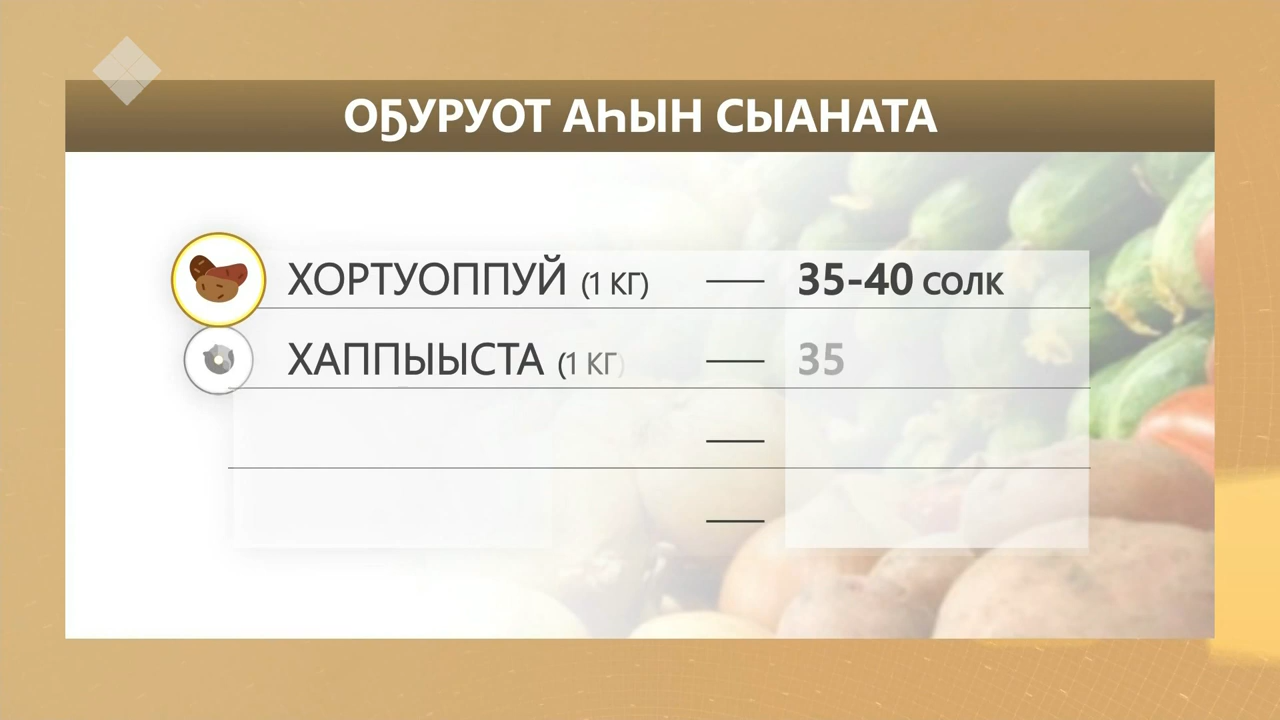 ОҔУРУОТ АҺЫН СЫАНАТА
ХОРТУОППУЙ (1 КГ) — 35-40 солк
ХАППЫЫСТА (1 КГ) — 35
—
—